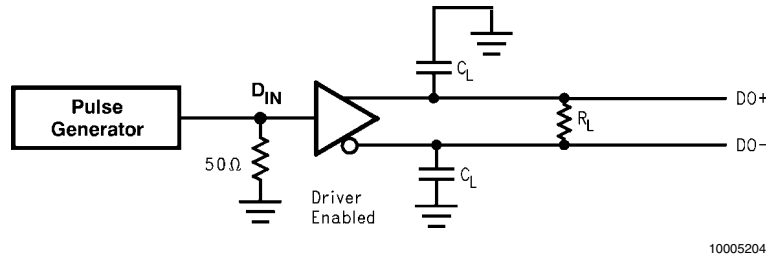 C_L
D_IN
DO+
Pulse
Generator
R_L
DO-
50Ω
C_L
Driver
Enabled
10005204